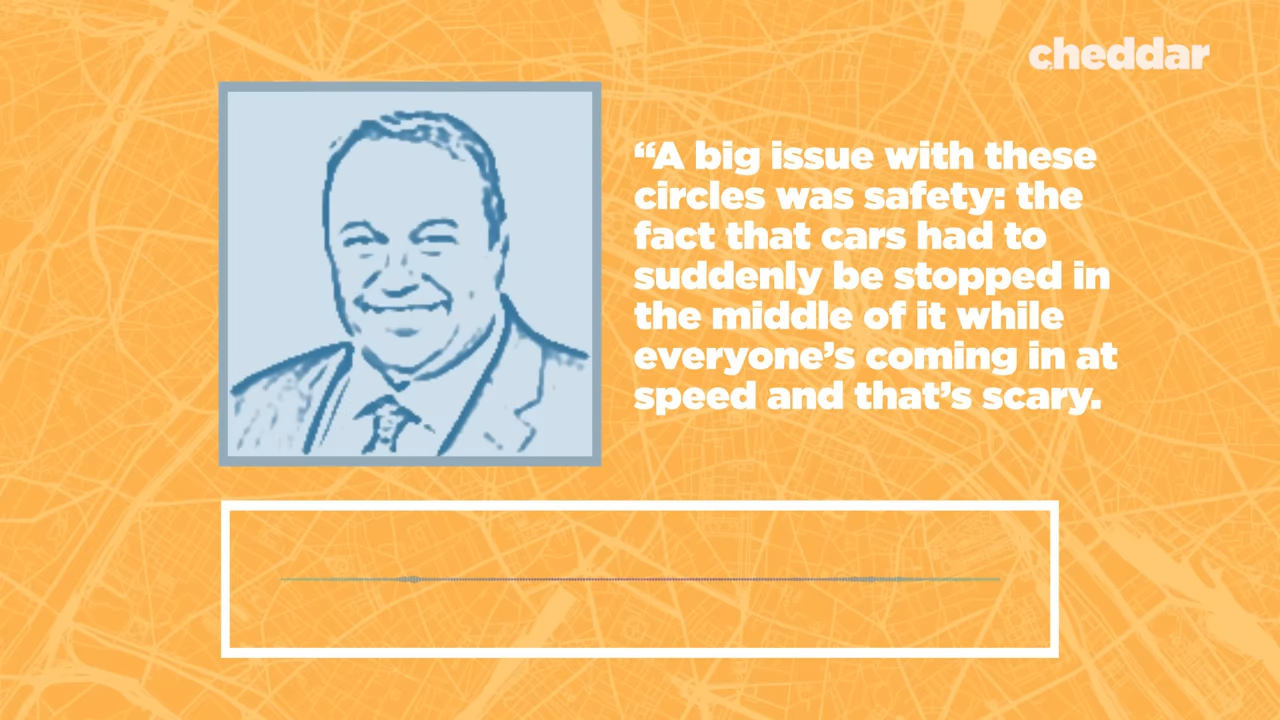 cheddar
“A big issue with these
circles was safety: the
fact that cars had to
suddenly be stopped in
the middle of it while
everyone’s coming in at
speed and that’s scary.